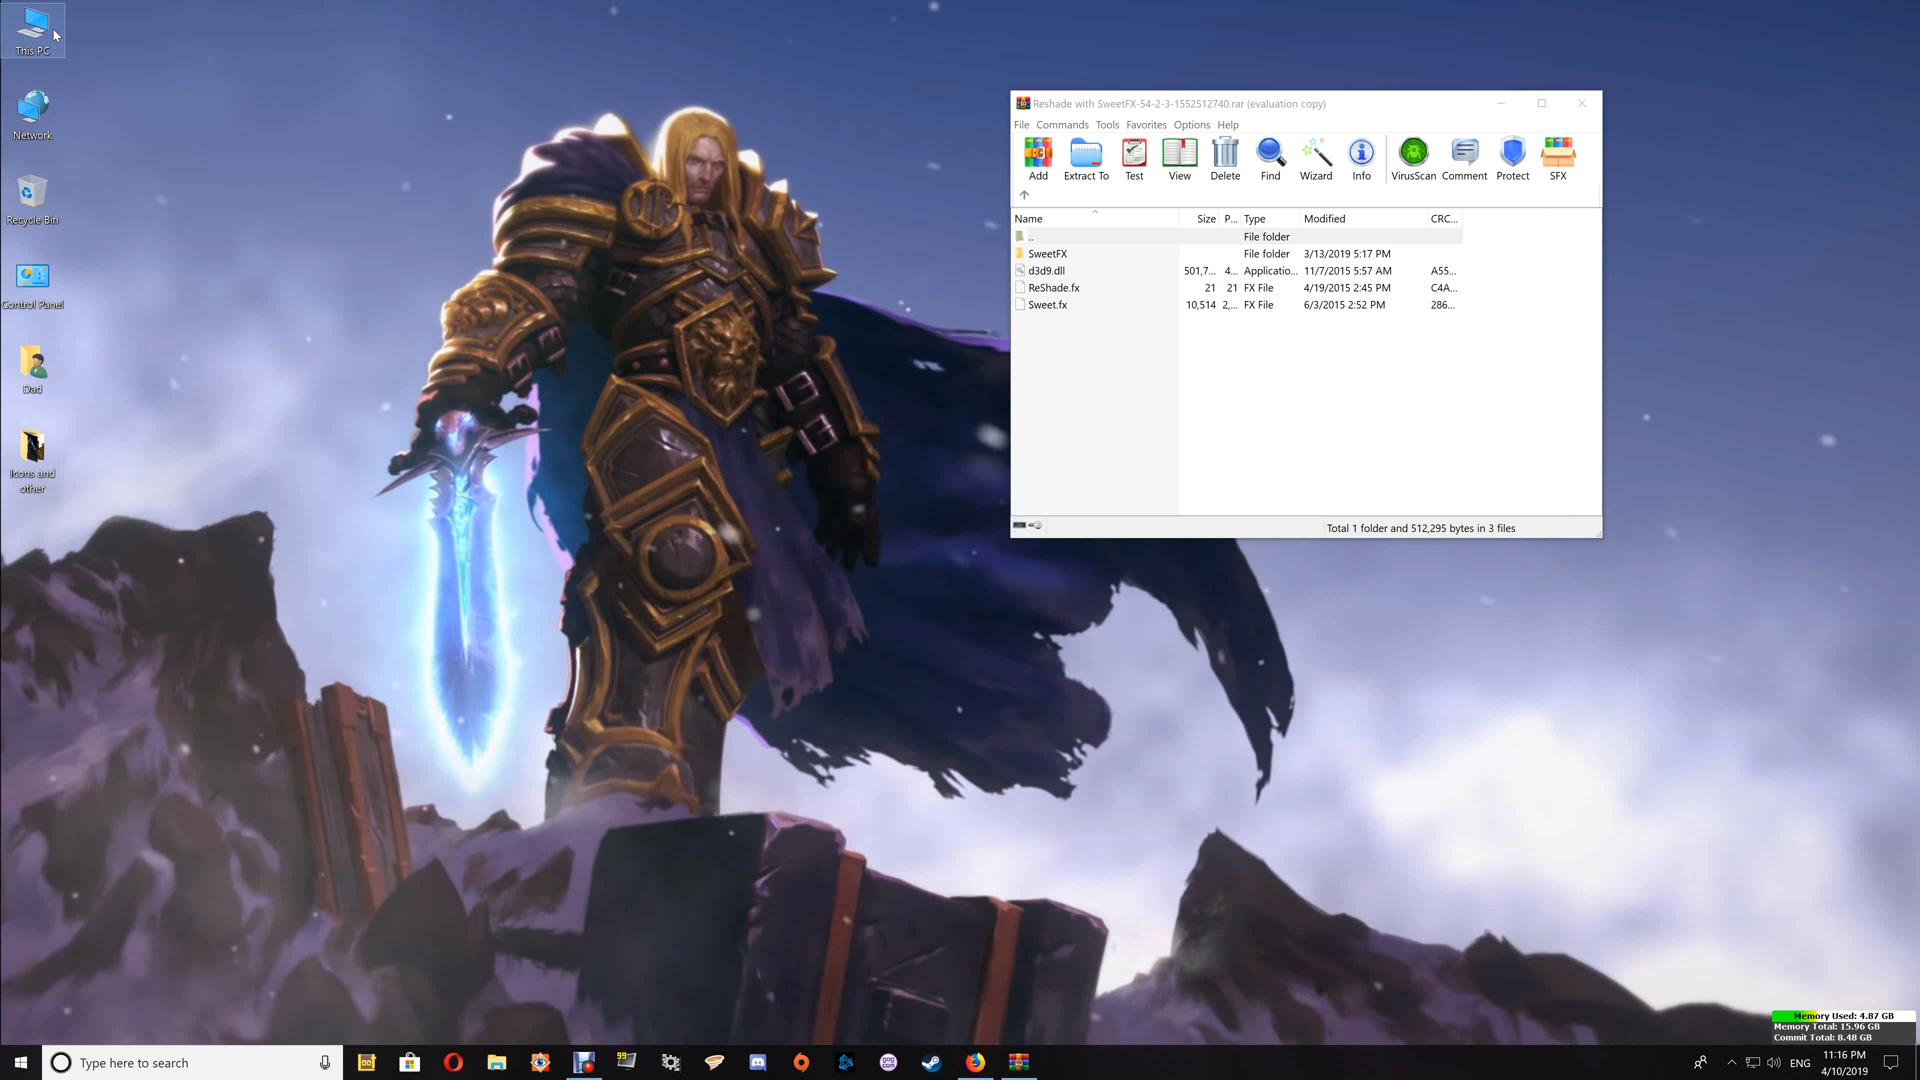 This PC
Network
Recycle Bin
Control Panel
Dad
Icons and
other
Reshade with SweetFX-54-2-3-1552512740.rar (evaluation copy)
File Commands Tools Favorites Options Help
Add Extract To Test View Delete Find Wizard Info VirusScan Comment Protect SFX
Name Size P... Type Modified CRC...
.. File folder
SweetFX File folder 3/13/2019 5:17 PM
d3d9.dll 501,7... 4... Applicatio... 11/7/2015 5:57 AM A55...
ReShade.fx 21 21 FX File 4/19/2015 2:45 PM C4A...
Sweet.fx 10,514 2,... FX File 6/3/2015 2:52 PM 286...
Total 1 folder and 512,295 bytes in 3 files
Memory Used: 4.87 GB
Memory Total: 15.96 GB
Commit Total: 8.48 GB
Type here to search
99
GOG
COM
ENG
11:16 PM
4/10/2019